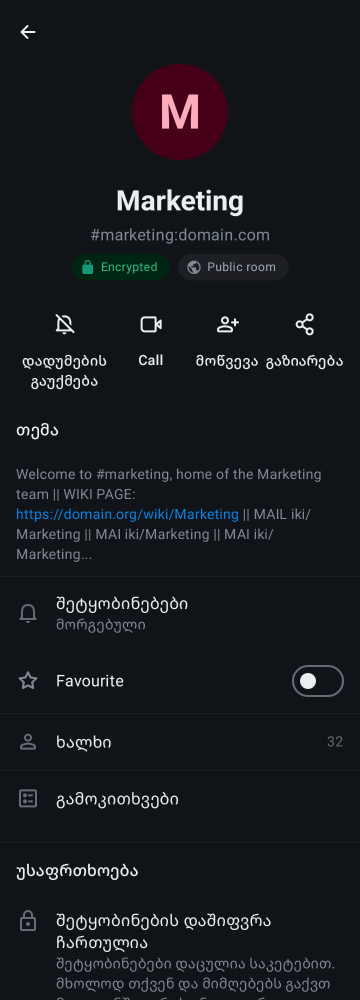 M
Marketing
#marketing:domain.com
Encrypted
Public room
დადუმების
გაუქმება
Call
მოწვევა
გაზიარება
თემა
Welcome to #marketing, home of the Marketing
team || WIKI PAGE:
https://domain.org/wiki/Marketing || MAIL iki/
Marketing || MAI iki/Marketing || MAI iki/
Marketing...
შეტყობინებები
მორგებული
Favourite
ხალხი
32
გამოკითხვები
უსაფრთხოება
შეტყობინების დაშიფვრა
ჩართულია
შეტყობინებები დაცულია საკეტებით.
მხოლოდ თქვენ და მიმღებებს გაქვთ